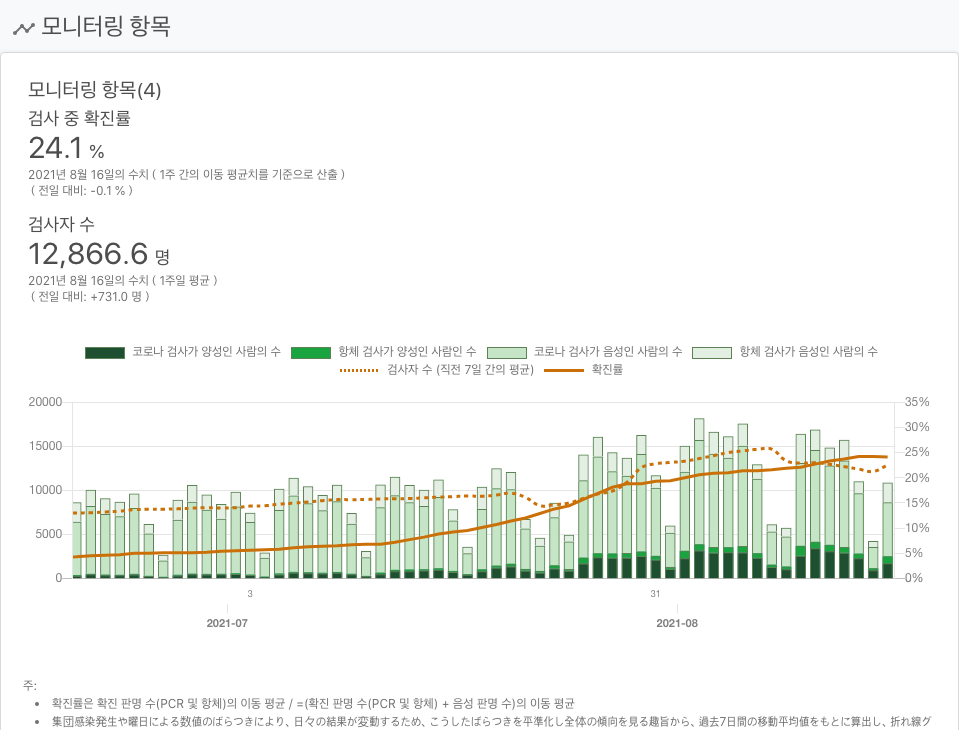 모니터링 항목
모니터링 항목(4)
검사 중 확진률
24.1 %
2021년 8월 16일의 수치 ( 1주 간의 이동 평균치를 기준으로 산출 )
( 전일 대비: -0.1 % )
검사자 수
12,866.6 명
2021년 8월 16일의 수치 ( 1주일 평균 )
( 전일 대비: +731.0 명 )
코로나 검사가 양성인 사람의 수 항체 검사가 양성인 사람인 수 코로나 검사가 음성인 사람의 수 항체 검사가 음성인 사람의 수
검사자 수 (직전 7일 간의 평균) 확진률
20000 35%
30%
15000 25%
20%
10000 15%
10%
5000 5%
0 0%
3 31
2021-07 2021-08
주:
• 확진률은 확진 판명 수(PCR 및 항체)의 이동 평균 / =(확진 판명 수(PCR 및 항체) + 음성 판명 수)의 이동 평균
• 集団感染発生や曜日による数値のばらつきにより、日々の結果が変動するため、こうしたばらつきを平準化し全体の傾向を見る趣旨から、過去7日間の移動平均値をもとに算出し、折れ線グ